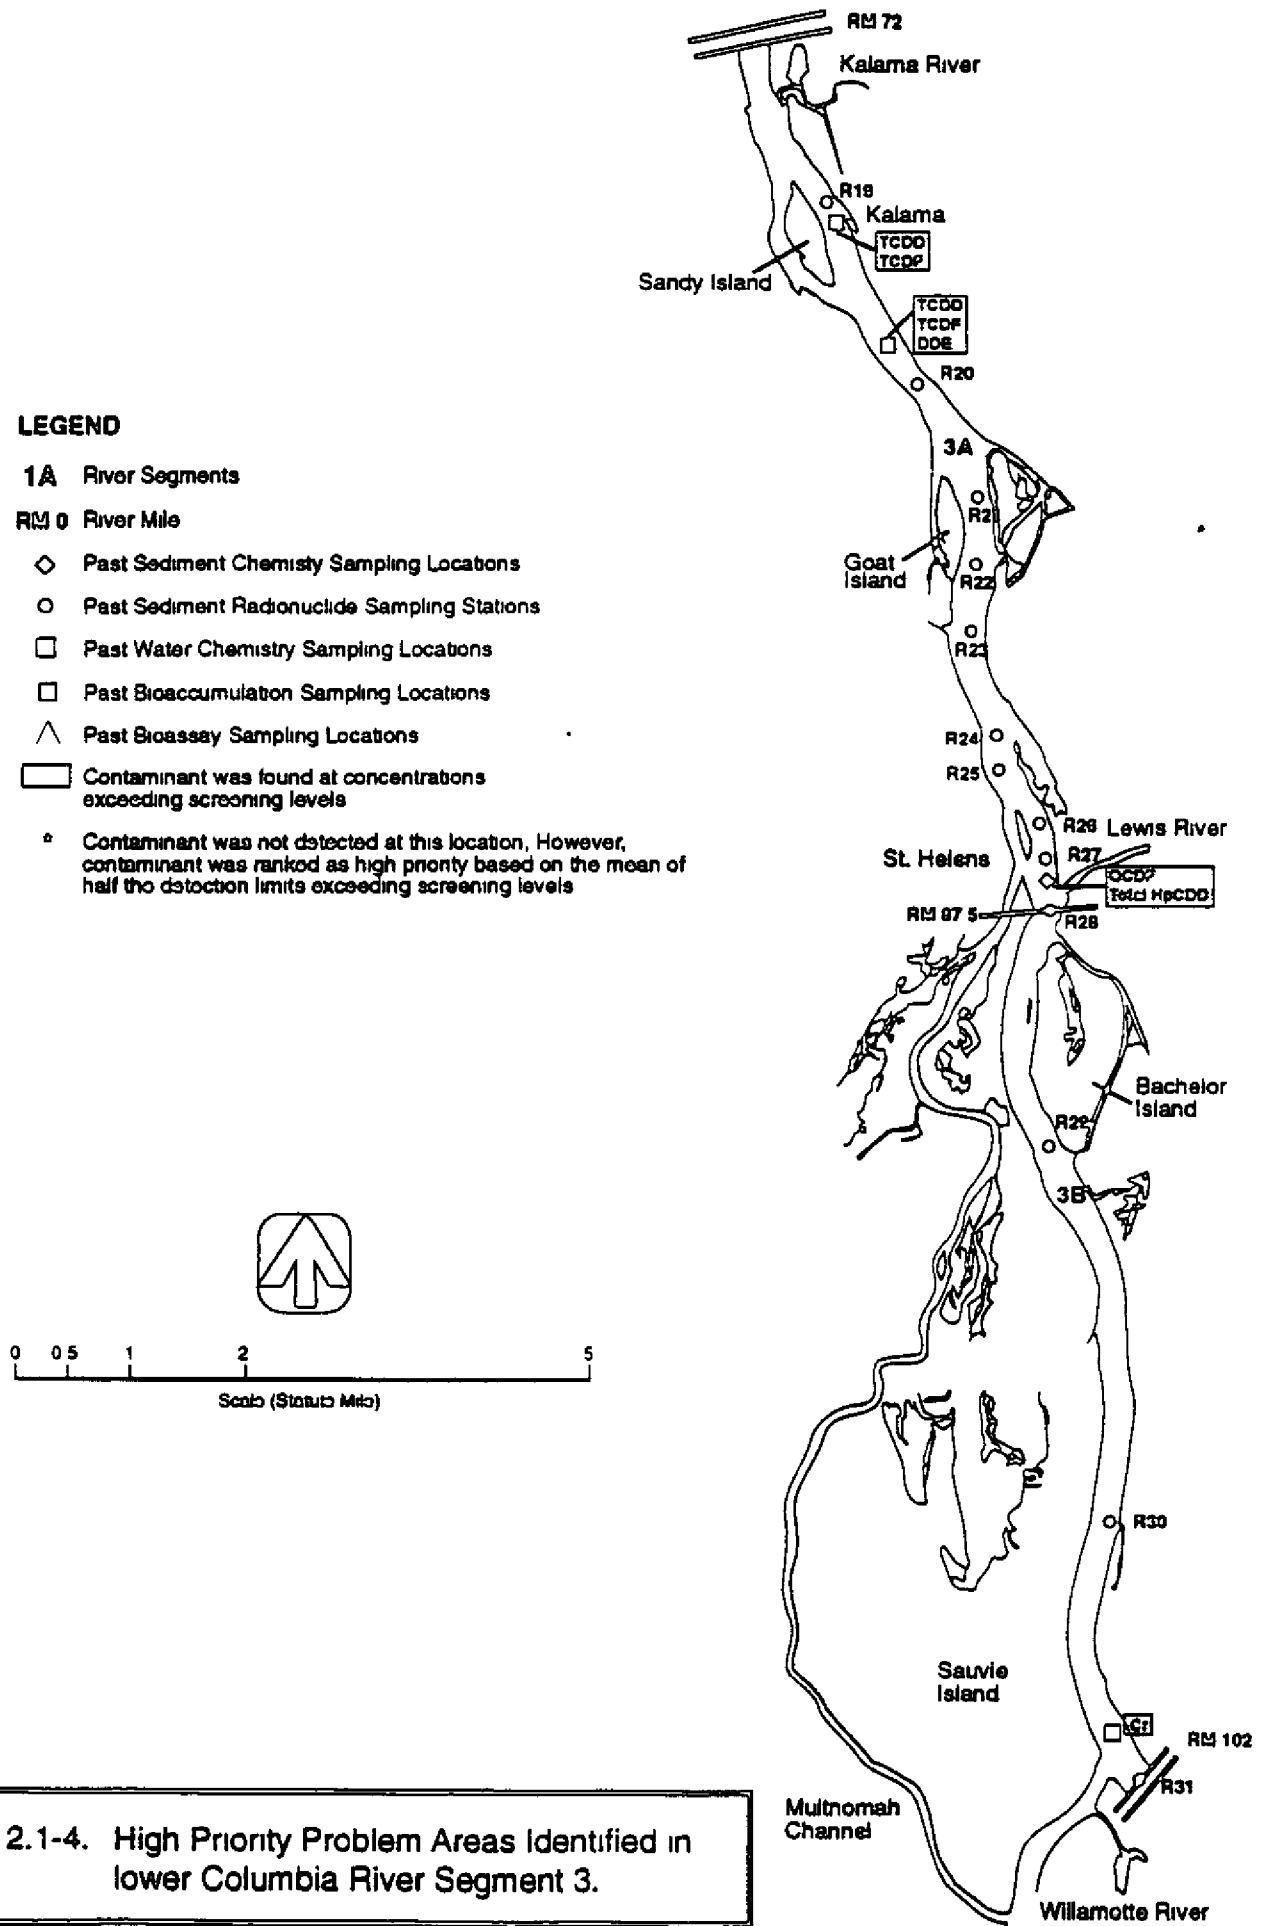 RM 72
Kalama River
R19
Kalama
TCDD
TCDF
Sandy Island
TCDD
TCDF
DDE
R20
LEGEND
1A River Segments
RM 0 River Mile
Past Sediment Chemisty Sampling Locations
Past Sediment Radionuclide Sampling Stations
Past Water Chemistry Sampling Locations
Past Bioaccumulation Sampling Locations
Past Bioassay Sampling Locations
Contaminant was found at concentrations
exceeding screening levels
* Contaminant was not detected at this location, However,
contaminant was ranked as high priority based on the mean of
half the detection limits exceeding screening levels
3A
R21
Goat
Island
R22
R23
R24
R25
R26 Lewis River
St. Helens
R27
Total HpCDD
RM 87 5
R28
Bachelor
Island
R29
3B
0 0 5 1 2 5
Scale (Statute Mile)
R30
Sauvie
Island
RM 102
R31
Multnomah
Channel
2.1-4. High Priority Problem Areas Identified in
lower Columbia River Segment 3.
Willamotte River